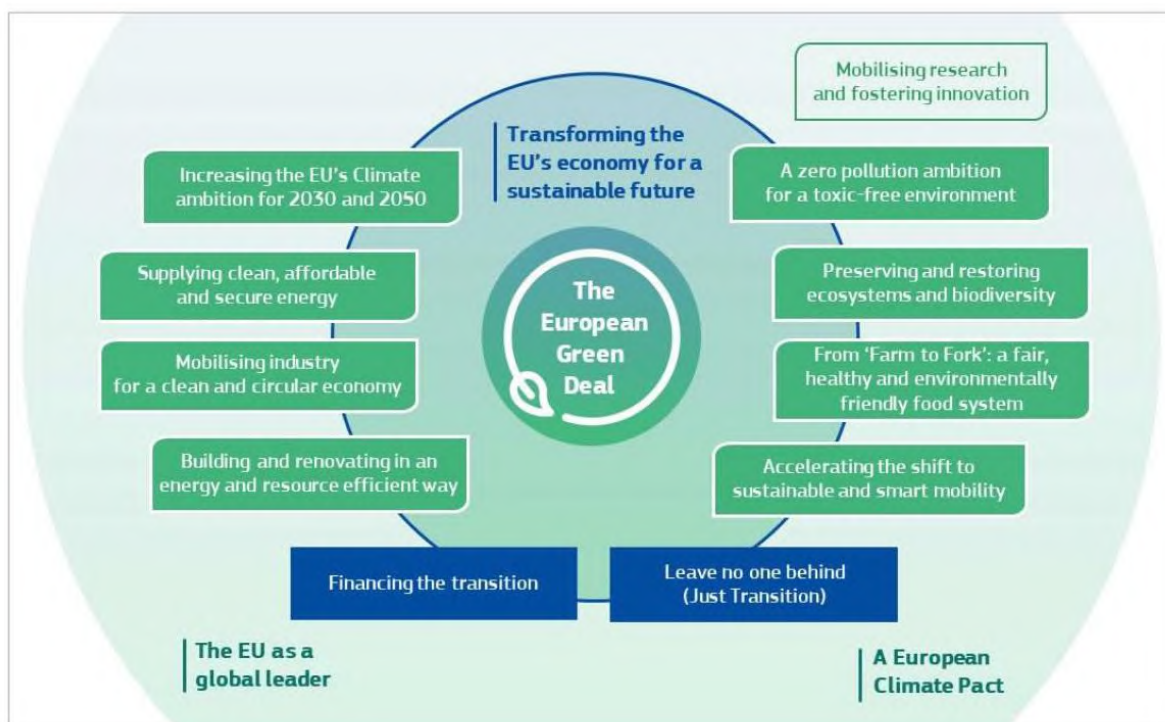 Mobilising research
and fostering innovation
Transforming the
EU's economy for a
sustainable future
Increasing the EU's Climate
ambition for 2030 and 2050
A zero pollution ambition
for a toxic-free environment
Supplying clean, affordable
and secure energy
Preserving and restoring
ecosystems and biodiversity
The
European
Green
Deal
Mobilising industry
for a clean and circular economy
From ‘Farm to Fork’: a fair,
healthy and environmentally
friendly food system
Building and renovating in an
energy and resource efficient way
Accelerating the shift to
sustainable and smart mobility
Financing the transition
Leave no one behind
(Just Transition)
The EU as a
global leader
A European
Climate Pact